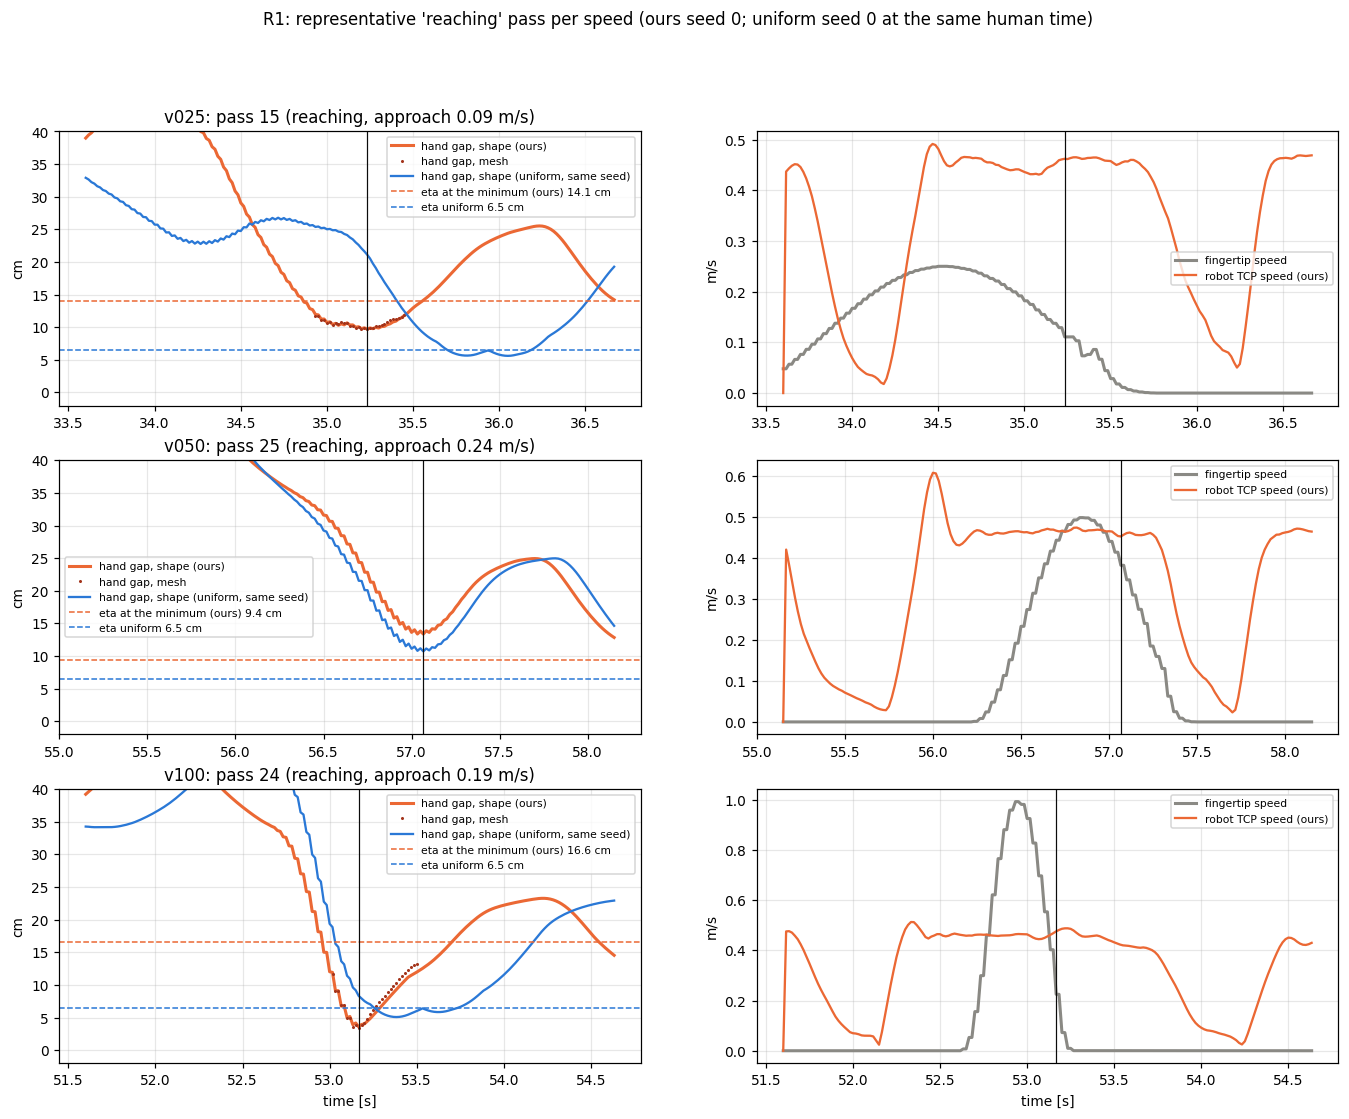 R1: representative 'reaching' pass per speed (ours seed 0; uniform seed 0 at the same human time)
v025: pass 15 (reaching, approach 0.09 m/s)
40
35
30
25
20
15
10
5
0
cm
hand gap, shape (ours)
hand gap, mesh
hand gap, shape (uniform, same seed)
eta at the minimum (ours) 14.1 cm
eta uniform 6.5 cm
33.5 34.0 34.5 35.0 35.5 36.0 36.5
0.5
0.4
0.3
0.2
0.1
0.0
m/s
fingertip speed
robot TCP speed (ours)
33.5 34.0 34.5 35.0 35.5 36.0 36.5
v050: pass 25 (reaching, approach 0.24 m/s)
40
35
30
25
20
15
10
5
0
cm
hand gap, shape (ours)
hand gap, mesh
hand gap, shape (uniform, same seed)
eta at the minimum (ours) 9.4 cm
eta uniform 6.5 cm
55.0 55.5 56.0 56.5 57.0 57.5 58.0
0.6
0.5
0.4
0.3
0.2
0.1
0.0
m/s
fingertip speed
robot TCP speed (ours)
55.0 55.5 56.0 56.5 57.0 57.5 58.0
v100: pass 24 (reaching, approach 0.19 m/s)
40
35
30
25
20
15
10
5
0
cm
hand gap, shape (ours)
hand gap, mesh
hand gap, shape (uniform, same seed)
eta at the minimum (ours) 16.6 cm
eta uniform 6.5 cm
51.5 52.0 52.5 53.0 53.5 54.0 54.5
time [s]
1.0
0.8
0.6
0.4
0.2
0.0
m/s
fingertip speed
robot TCP speed (ours)
51.5 52.0 52.5 53.0 53.5 54.0 54.5
time [s]